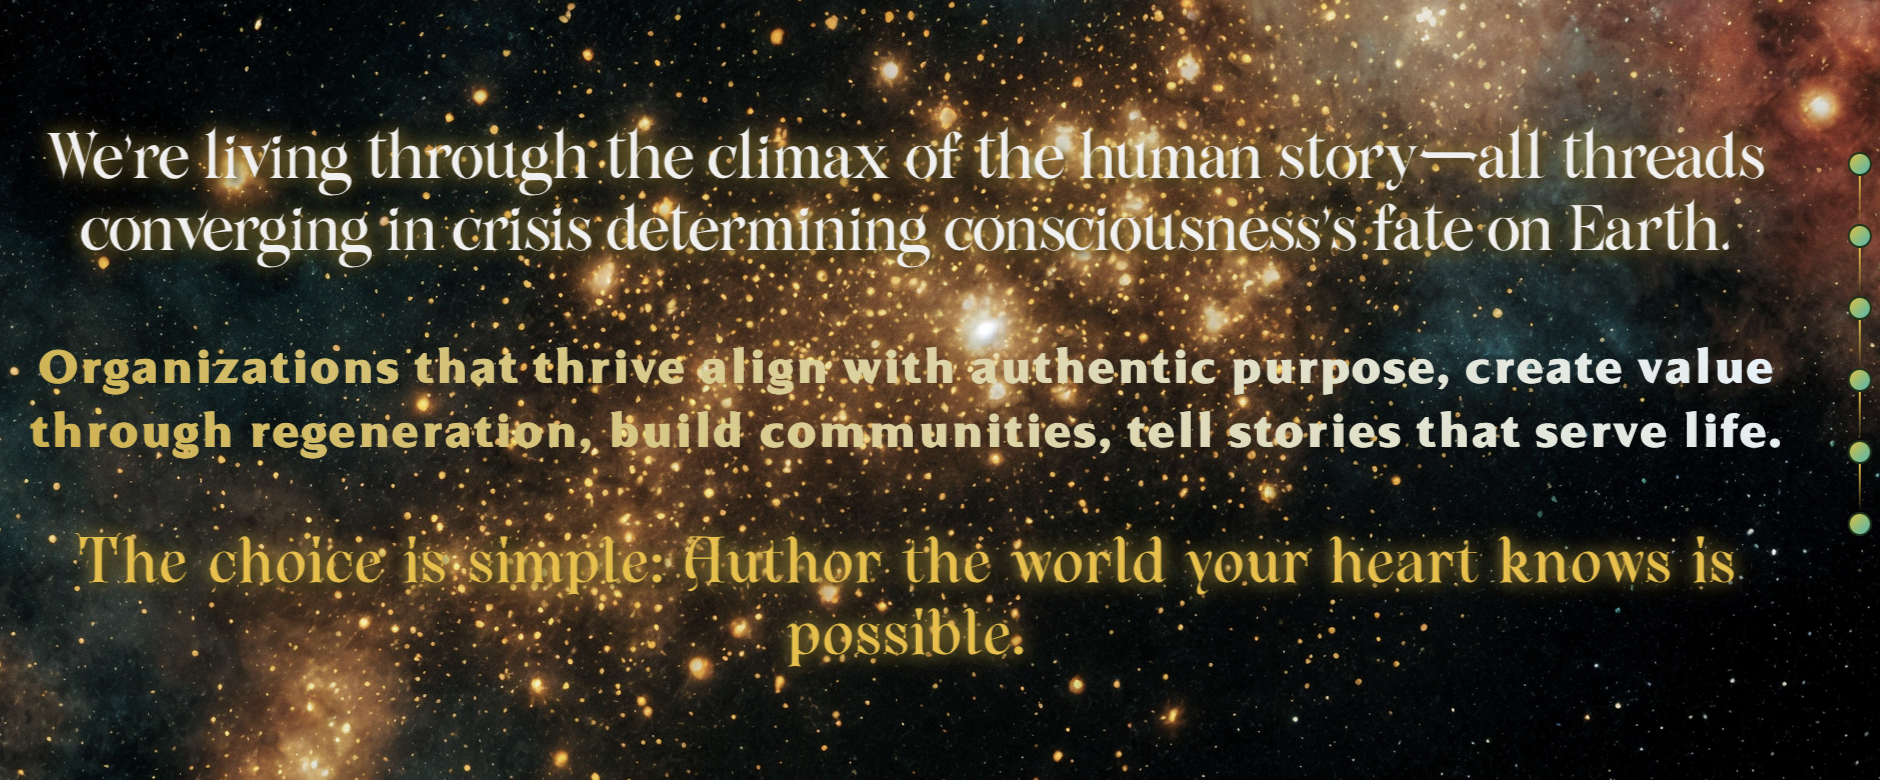 We're living through the climax of the human story—all threads
converging in crisis determining consciousness's fate on Earth.
Organizations that thrive align with authentic purpose, create value
through regeneration, build communities, tell stories that serve life.
The choice is simple: Author the world your heart knows is
possible.